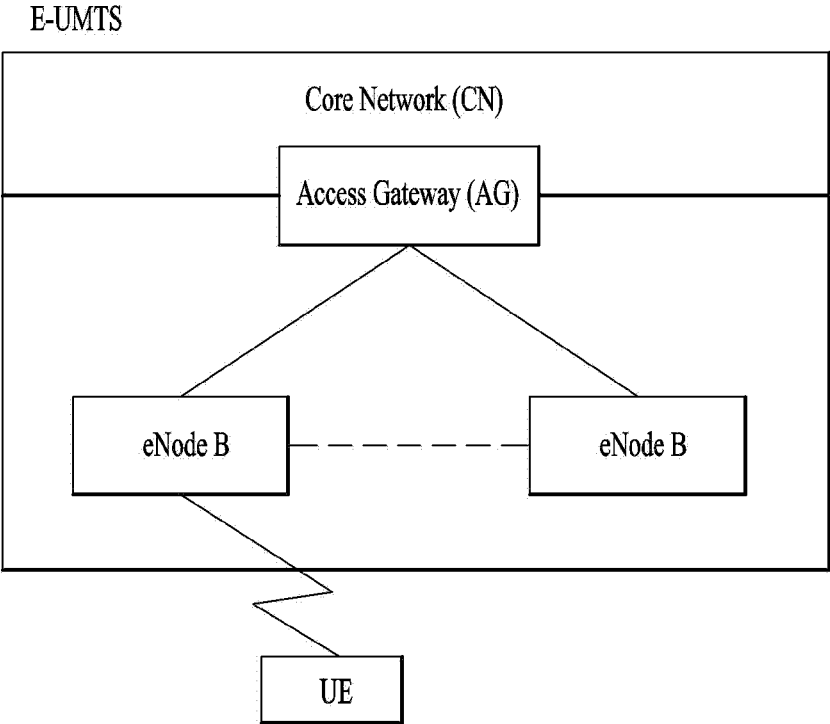 E-UMTS
Core Network (CN)
Access Gateway (AG)
eNode B
eNode B
UE